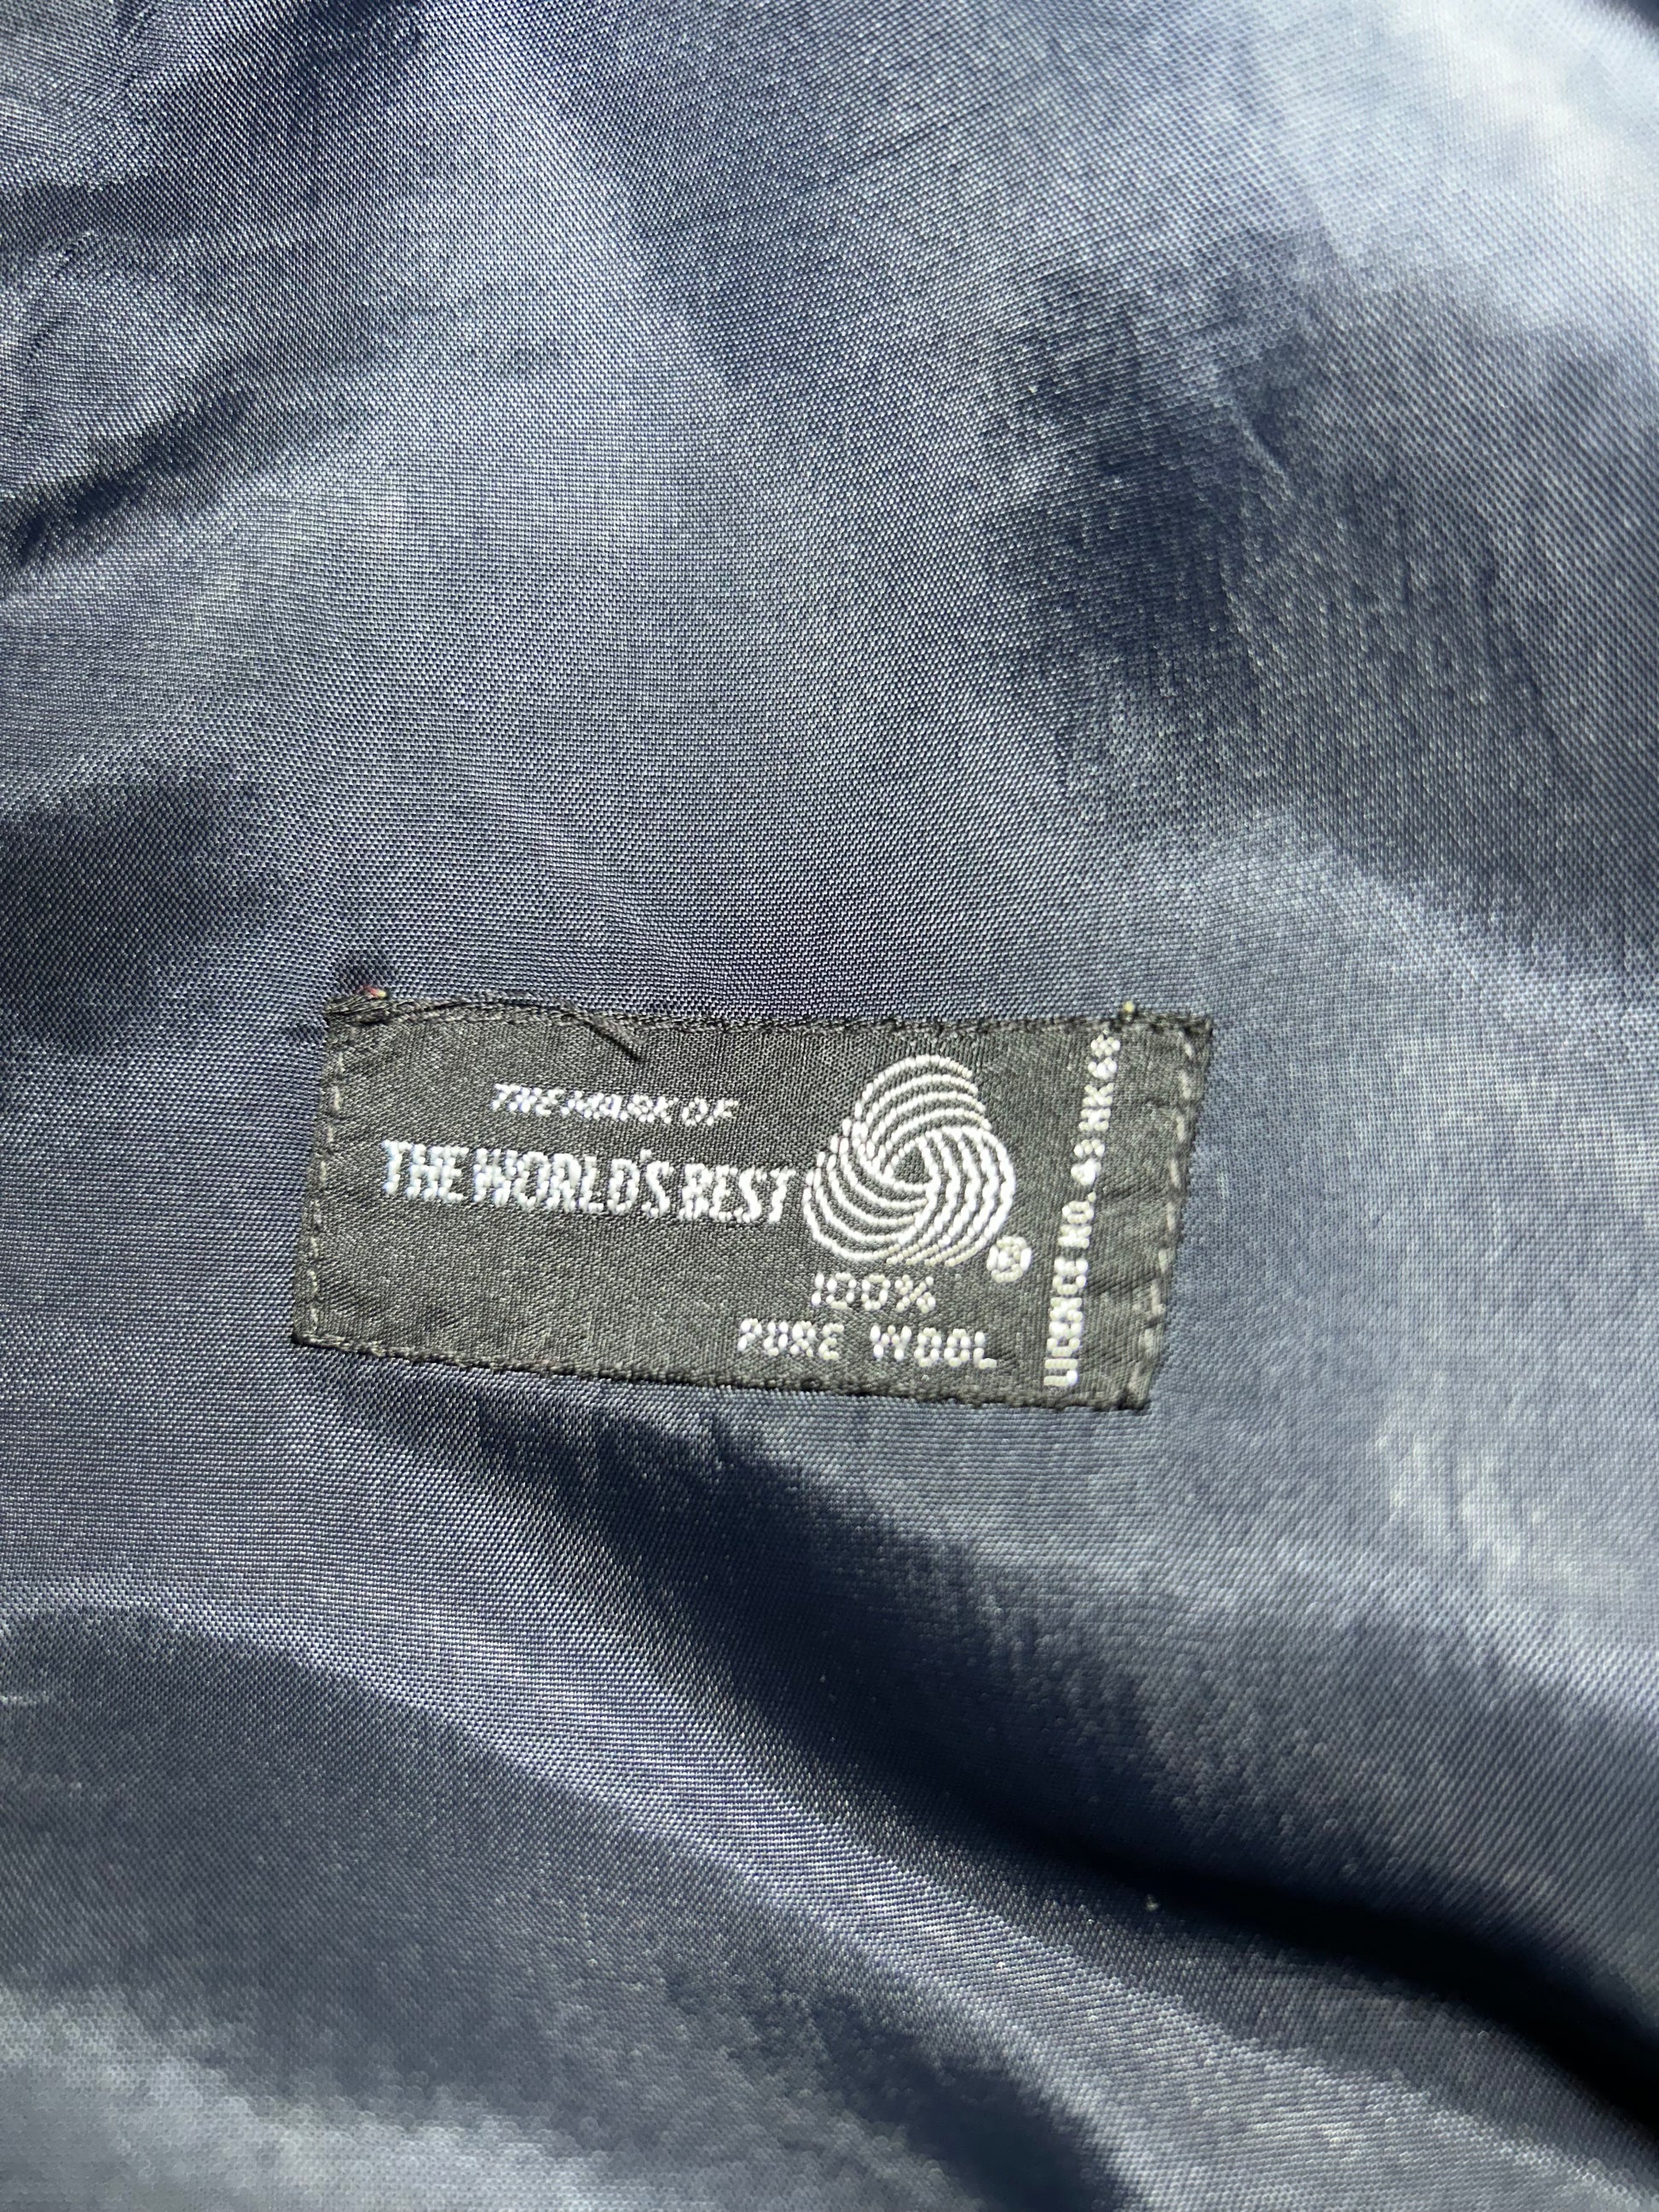 THE MARK OF
THE WORLD'S BEST
®
100%
PURE WOOL
LICENCE NO. 43 HK 68